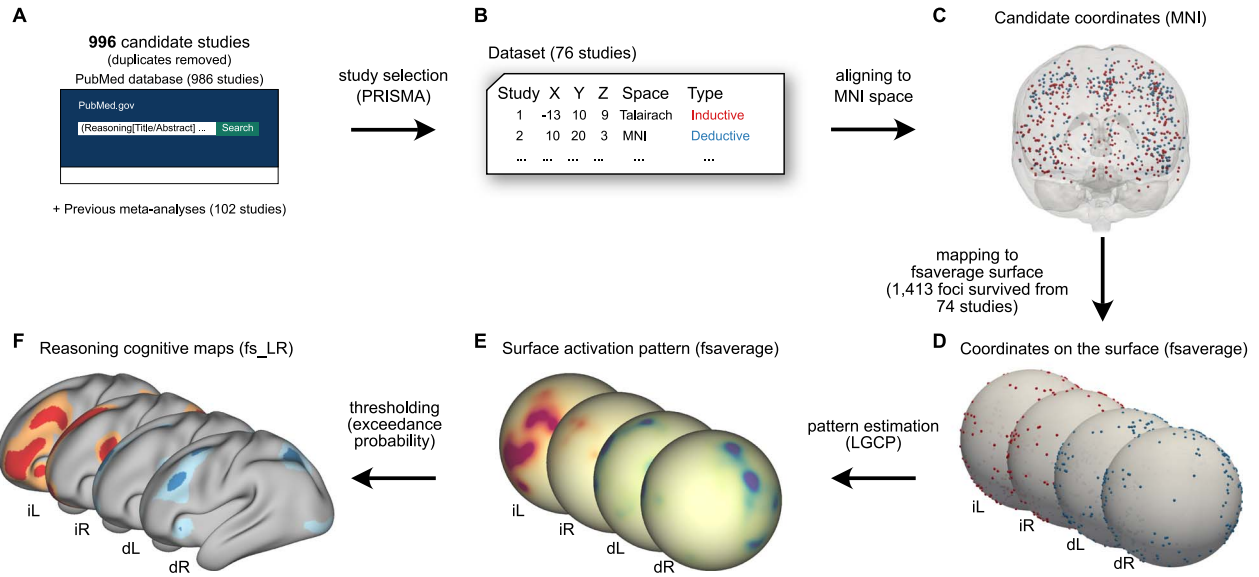 A
996 candidate studies
(duplicates removed)
PubMed database (986 studies)
PubMed.gov
(Reasoning[Title/Abstract] ... Search
+ Previous meta-analyses (102 studies)
study selection
(PRISMA)
B
Dataset (76 studies)
Study X Y Z Space Type
1 -13 10 9 Talairach Inductive
2 10 20 3 MNI Deductive
... ... ... ... ... ...
aligning to
MNI space
C
Candidate coordinates (MNI)
mapping to
fsaverage surface
(1,413 foci survived from
74 studies)
D
Coordinates on the surface (fsaverage)
iL
iR
dL
dR
pattern estimation
(LGCP)
E
Surface activation pattern (fsaverage)
iL
iR
dL
dR
thresholding
(exceedance
probability)
F
Reasoning cognitive maps (fs_LR)
iL
iR
dL
dR